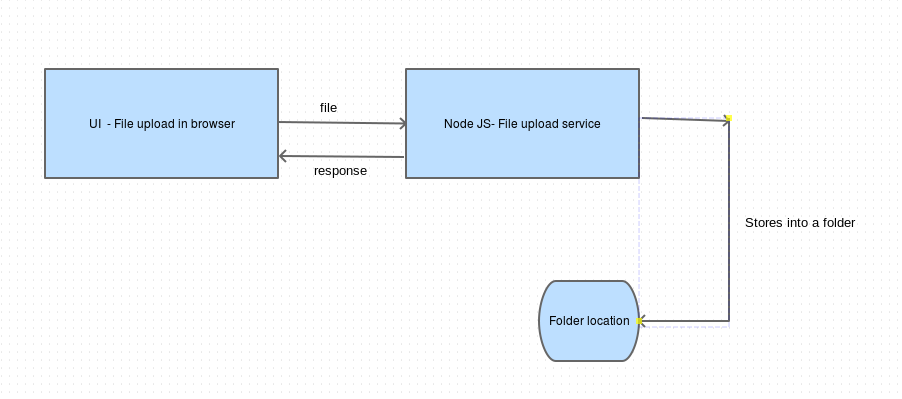 file
UI - File upload in browser
Node JS- File upload service
response
Stores into a folder
Folder location